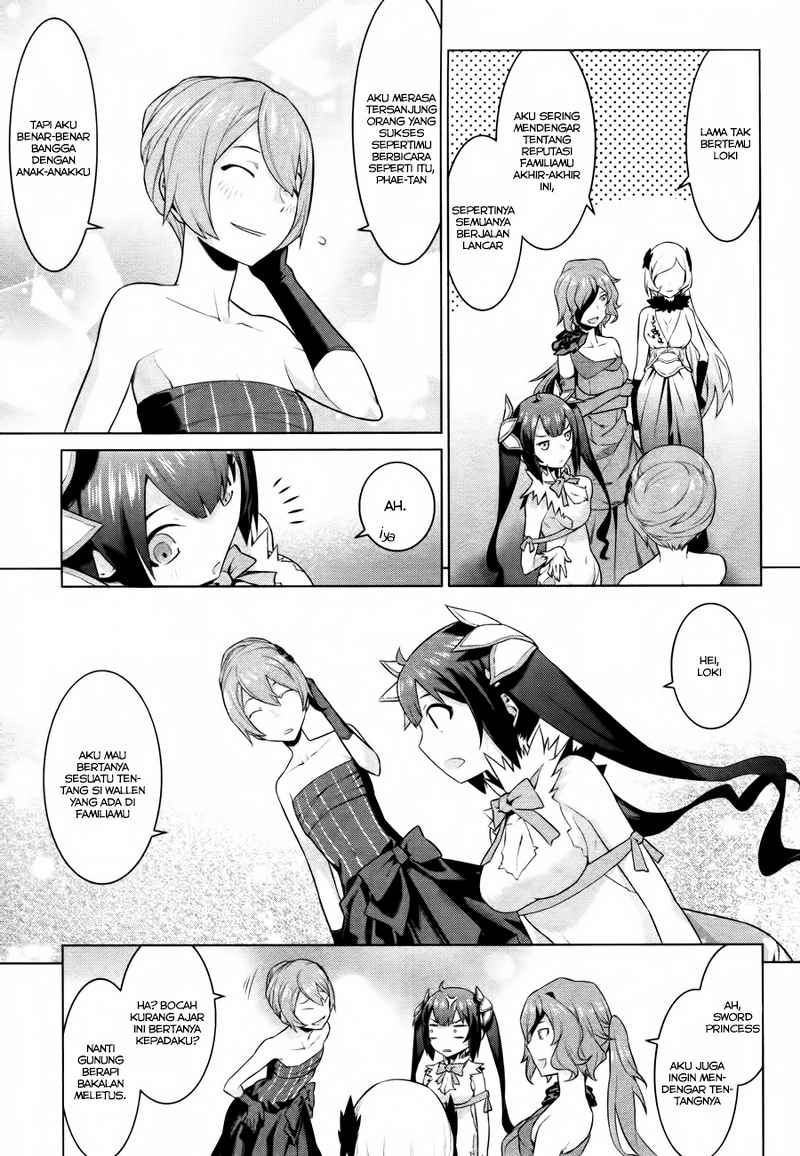 LAMA TAK
BERTEMU
LOKI
AKU SERING
MENDENGAR
TENTANG
REPUTASI
FAMILIAMU
AKHIR-AKHIR
INI,
SEPERTINYA
SEMUANYA
BERJALAN
LANCAR
AKU MERASA
TERSANJUNG
ORANG YANG
SUKSES
SEPERTIMU
BERBICARA
SEPERTI ITU,
PHAE-TAN
TAPI AKU
BENAR-BENAR
BANGGA
DENGAN
ANAK-ANAKKU
AH.
iya
HEI,
LOKI
AKU MAU
BERTANYA
SESUATU TEN-
TANG SI WALLEN
YANG ADA DI
FAMILIAMU
AH,
SWORD
PRINCESS
AKU JUGA
INGIN MEN-
DENGAR TEN-
TANGNYA
HA? BOCAH
KURANG AJAR
INI BERTANYA
KEPADAKU?
NANTI
GUNUNG
BERAPI
BAKALAN
MELETUS.